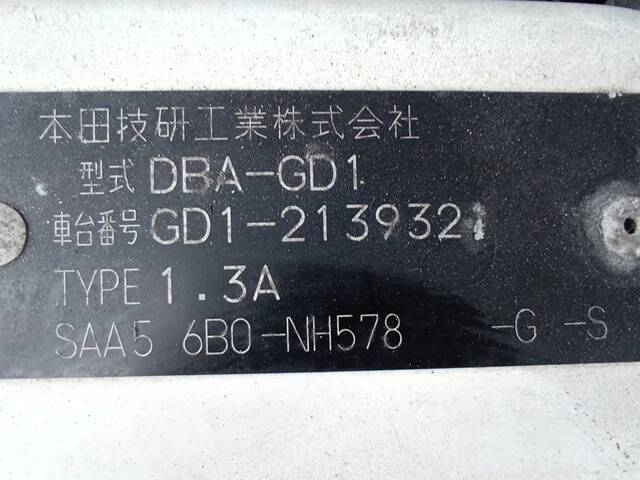 本田技研工業株式会社
型式 DBA-GD1
車台番号 GD1-2139321
TYPE 1.3A
SAA5 6B0-NH578 -G -S